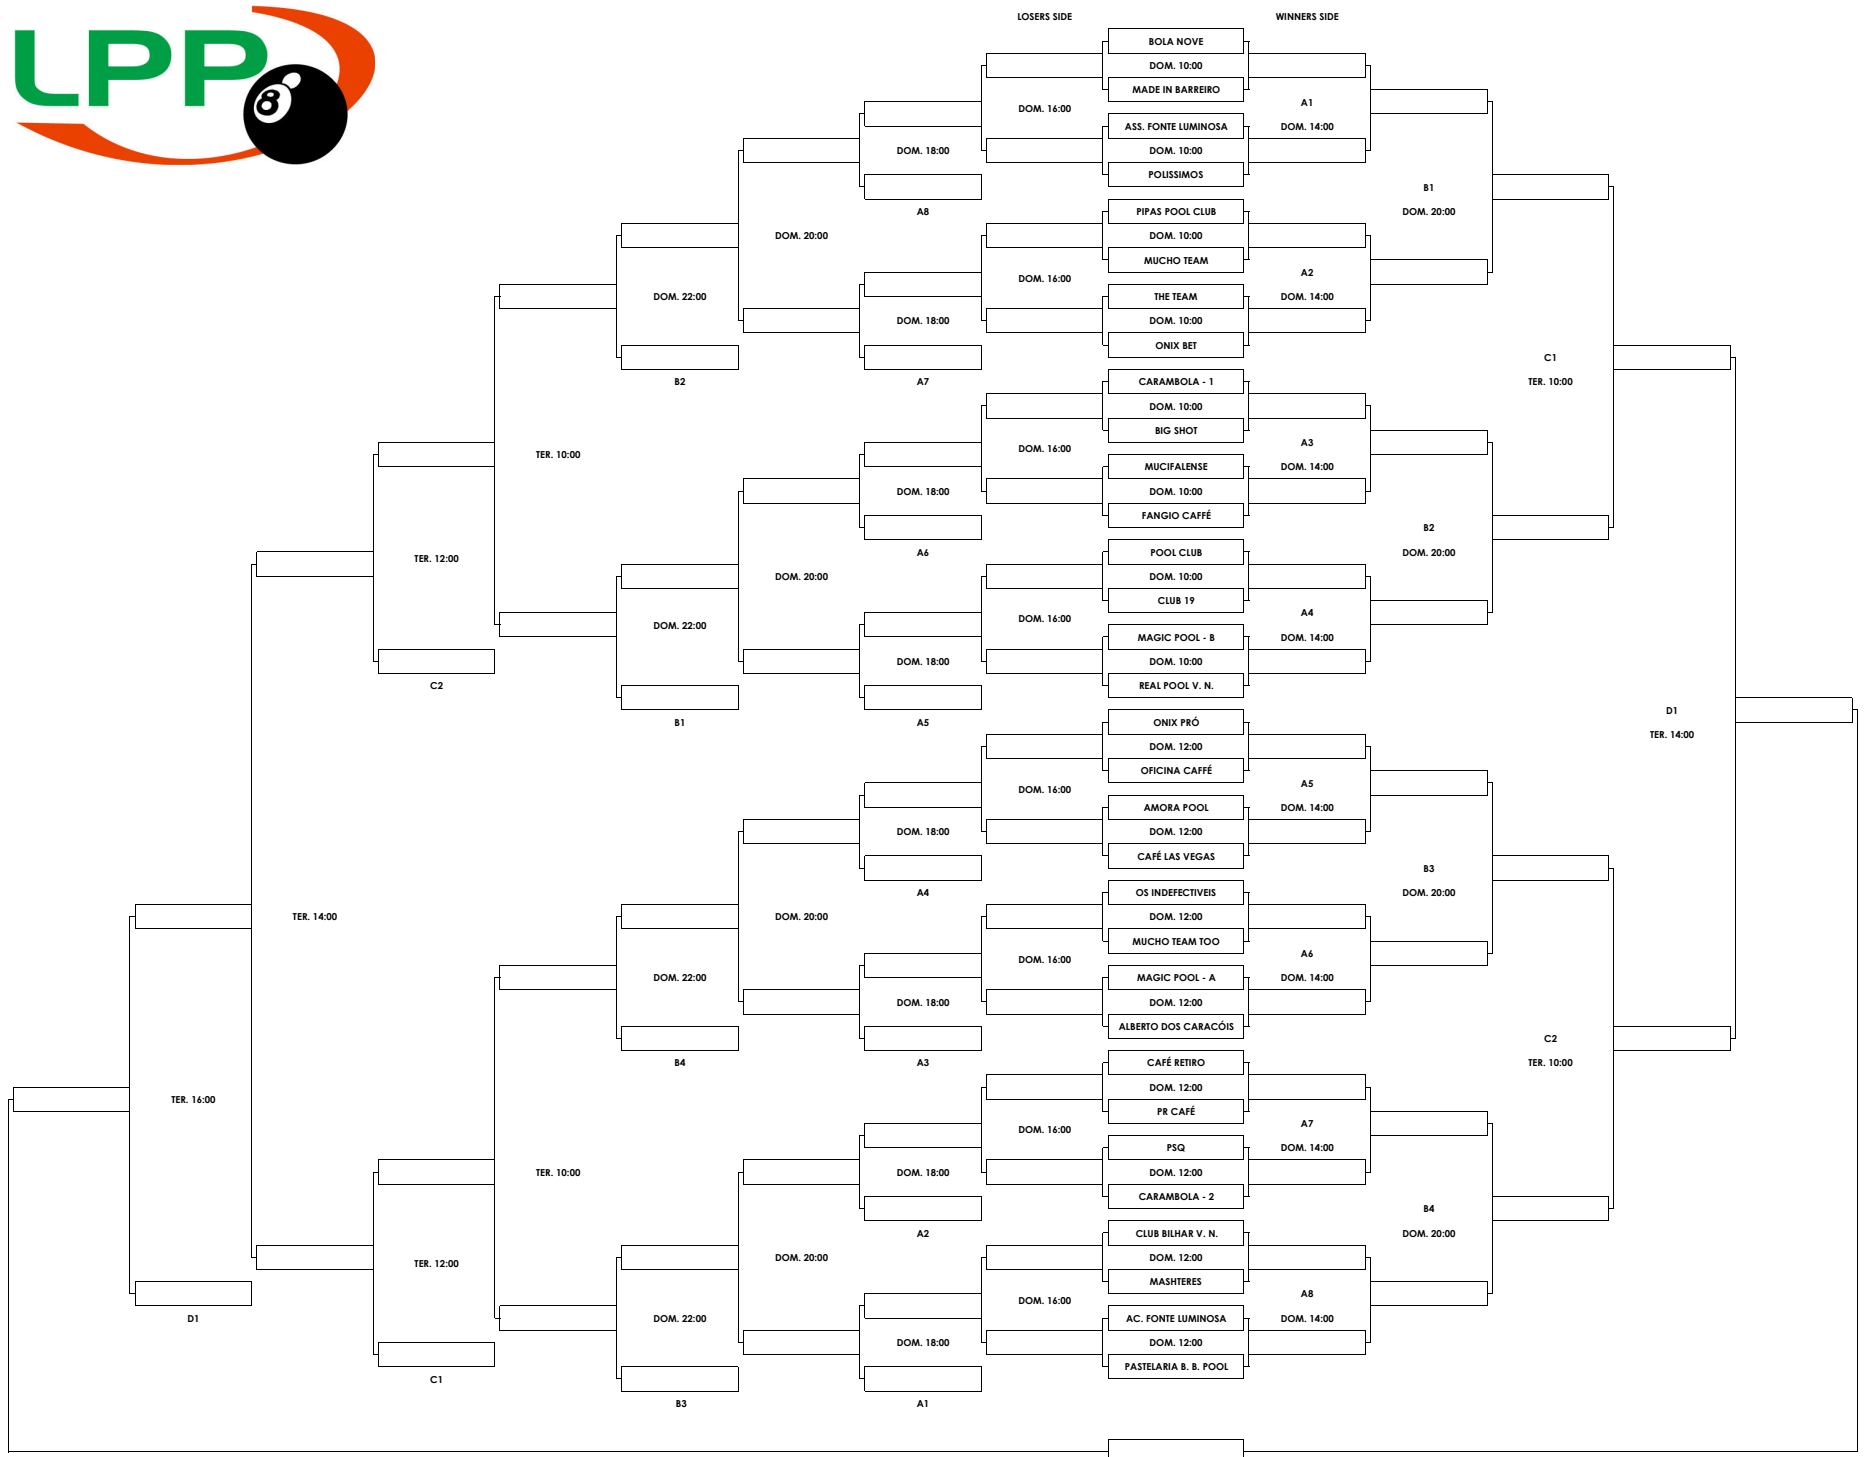 LPP
8
LOSERS SIDE
WINNERS SIDE
BOLA NOVE
DOM. 10:00
MADE IN BARREIRO
A1
DOM. 16:00
ASS. FONTE LUMINOSA
DOM. 14:00
DOM. 18:00
DOM. 10:00
POLISSIMOS
B1
A8
PIPAS POOL CLUB
DOM. 20:00
DOM. 20:00
DOM. 10:00
MUCHO TEAM
A2
DOM. 16:00
DOM. 22:00
THE TEAM
DOM. 14:00
DOM. 18:00
DOM. 10:00
ONIX BET
C1
B2
A7
CARAMBOLA - 1
TER. 10:00
DOM. 10:00
BIG SHOT
A3
DOM. 16:00
TER. 10:00
MUCIFALENSE
DOM. 14:00
DOM. 18:00
DOM. 10:00
FANGIO CAFFÉ
B2
A6
POOL CLUB
DOM. 20:00
TER. 12:00
DOM. 20:00
DOM. 10:00
CLUB 19
A4
DOM. 16:00
DOM. 22:00
MAGIC POOL - B
DOM. 14:00
DOM. 18:00
DOM. 10:00
C2
REAL POOL V. N.
D1
B1
A5
ONIX PRÓ
TER. 14:00
DOM. 12:00
OFICINA CAFFÉ
A5
DOM. 16:00
AMORA POOL
DOM. 14:00
DOM. 18:00
DOM. 12:00
CAFÉ LAS VEGAS
B3
A4
OS INDEFECTIVEIS
DOM. 20:00
TER. 14:00
DOM. 20:00
DOM. 12:00
MUCHO TEAM TOO
A6
DOM. 16:00
DOM. 22:00
MAGIC POOL - A
DOM. 14:00
DOM. 18:00
DOM. 12:00
ALBERTO DOS CARACÓIS
C2
B4
A3
CAFÉ RETIRO
TER. 10:00
TER. 16:00
DOM. 12:00
PR CAFÉ
A7
DOM. 16:00
PSQ
DOM. 14:00
TER. 10:00
DOM. 18:00
DOM. 12:00
CARAMBOLA - 2
B4
A2
CLUB BILHAR V. N.
DOM. 20:00
TER. 12:00
DOM. 20:00
DOM. 12:00
MASHTERES
A8
DOM. 16:00
D1
DOM. 22:00
AC. FONTE LUMINOSA
DOM. 14:00
DOM. 18:00
DOM. 12:00
PASTELARIA B. B. POOL
C1
B3
A1